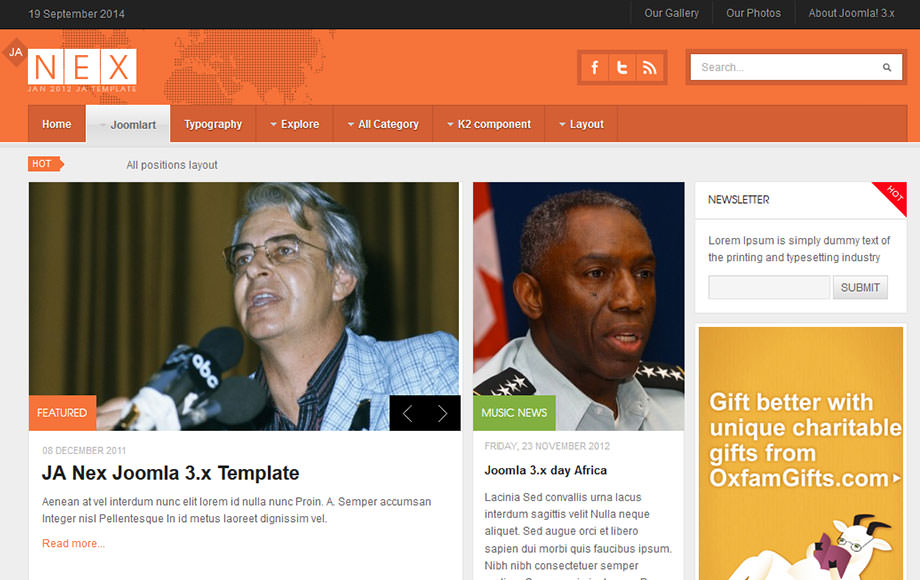 19 September 2014
Our Gallery
Our Photos
About Joomla! 3.x
JA
NEX
JAN 2012 JA TEMPLATE
Search...
Home
Joomlart
Typography
Explore
All Category
K2 component
Layout
HOT
All positions layout
abc
FEATURED
08 DECEMBER 2011
JA Nex Joomla 3.x Template
Aenean at vel interdum nunc elit lorem id nulla nunc Proin. A. Semper accumsan
Integer nisl Pellentesque In id metus laoreet dignissim vel.
Read more...
MUSIC NEWS
FRIDAY, 23 NOVEMBER 2012
Joomla 3.x day Africa
Lacinia Sed convallis urna lacus
interdum sagittis velit Nulla neque
aliquet. Sed augue orci et libero
sapien dui morbi quis faucibus ipsum.
Nibh nibh consectetuer semper
NEWSLETTER
HOT
Lorem Ipsum is simply dummy text of
the printing and typesetting industry
SUBMIT
Gift better with
unique charitable
gifts from
OxfamGifts.com